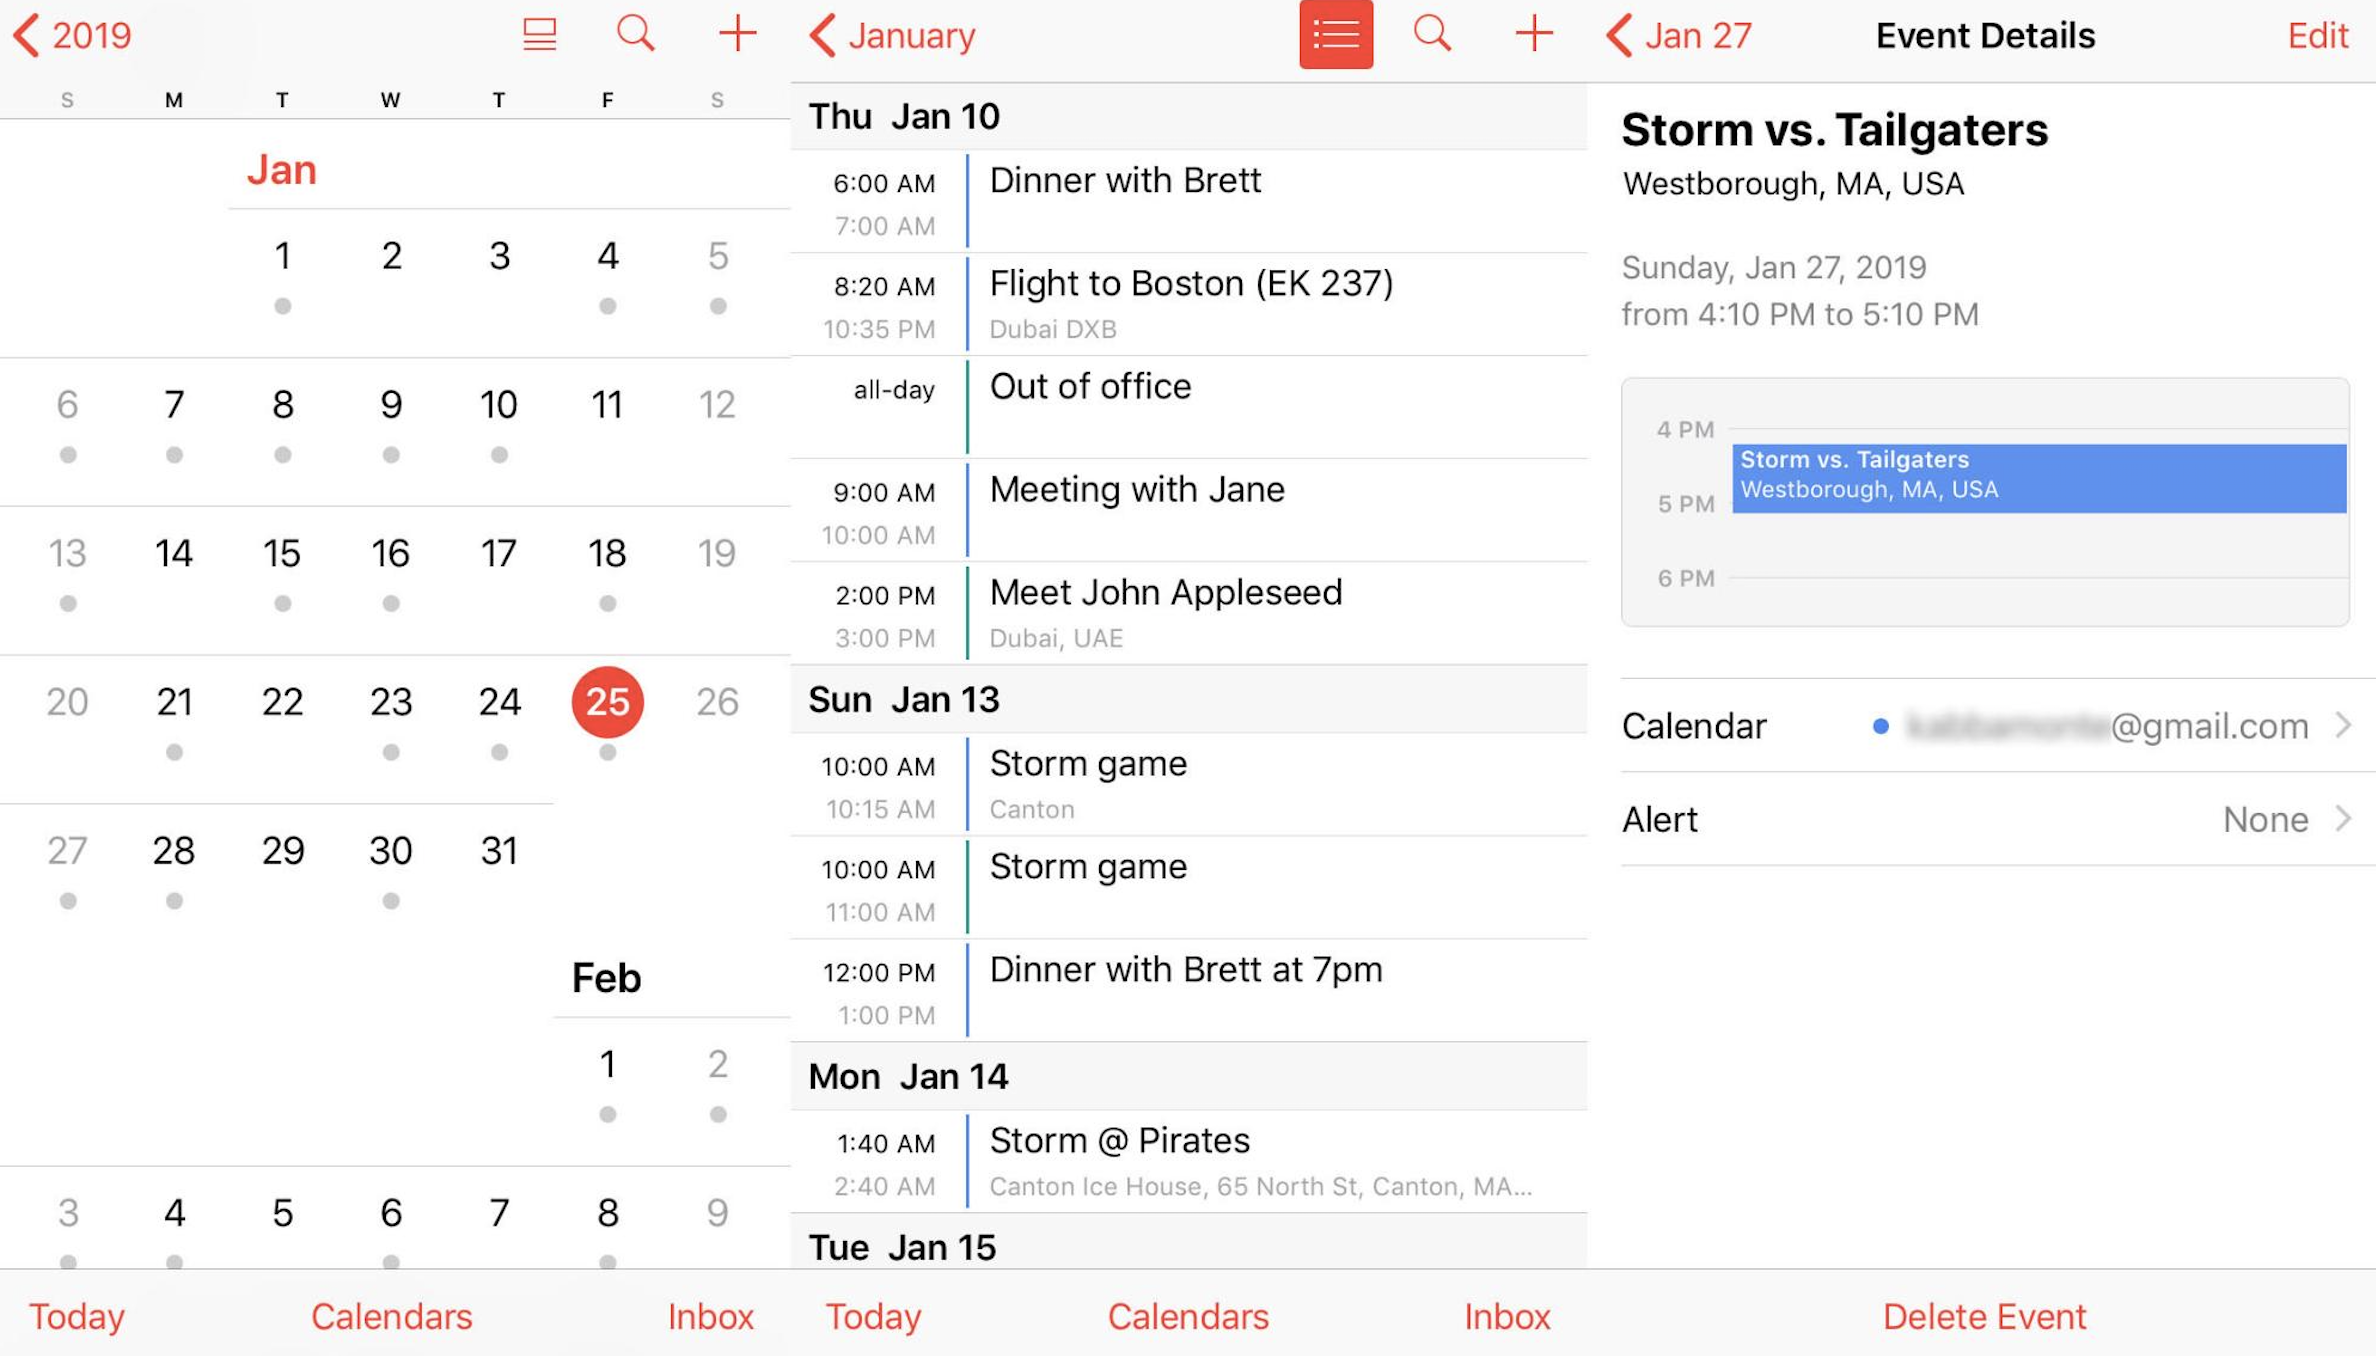 2019
S M T W T F S
Jan
1 2 3 4 5
6 7 8 9 10 11 12
13 14 15 16 17 18 19
20 21 22 23 24 25 26
27 28 29 30 31
Feb
1 2
3 4 5 6 7 8 9
Today Calendars Inbox
January
Thu Jan 10
6:00 AM Dinner with Brett
7:00 AM
8:20 AM Flight to Boston (EK 237)
10:35 PM Dubai DXB
all-day Out of office
9:00 AM Meeting with Jane
10:00 AM
2:00 PM Meet John Appleseed
3:00 PM Dubai, UAE
Sun Jan 13
10:00 AM Storm game
10:15 AM Canton
10:00 AM Storm game
11:00 AM
12:00 PM Dinner with Brett at 7pm
1:00 PM
Mon Jan 14
1:40 AM Storm @ Pirates
2:40 AM Canton Ice House, 65 North St, Canton, MA...
Tue Jan 15
Today Calendars Inbox
Jan 27 Event Details Edit
Storm vs. Tailgaters
Westborough, MA, USA
Sunday, Jan 27, 2019
from 4:10 PM to 5:10 PM
4 PM
Storm vs. Tailgaters
Westborough, MA, USA
5 PM
6 PM
Calendar @gmail.com
Alert None
Delete Event